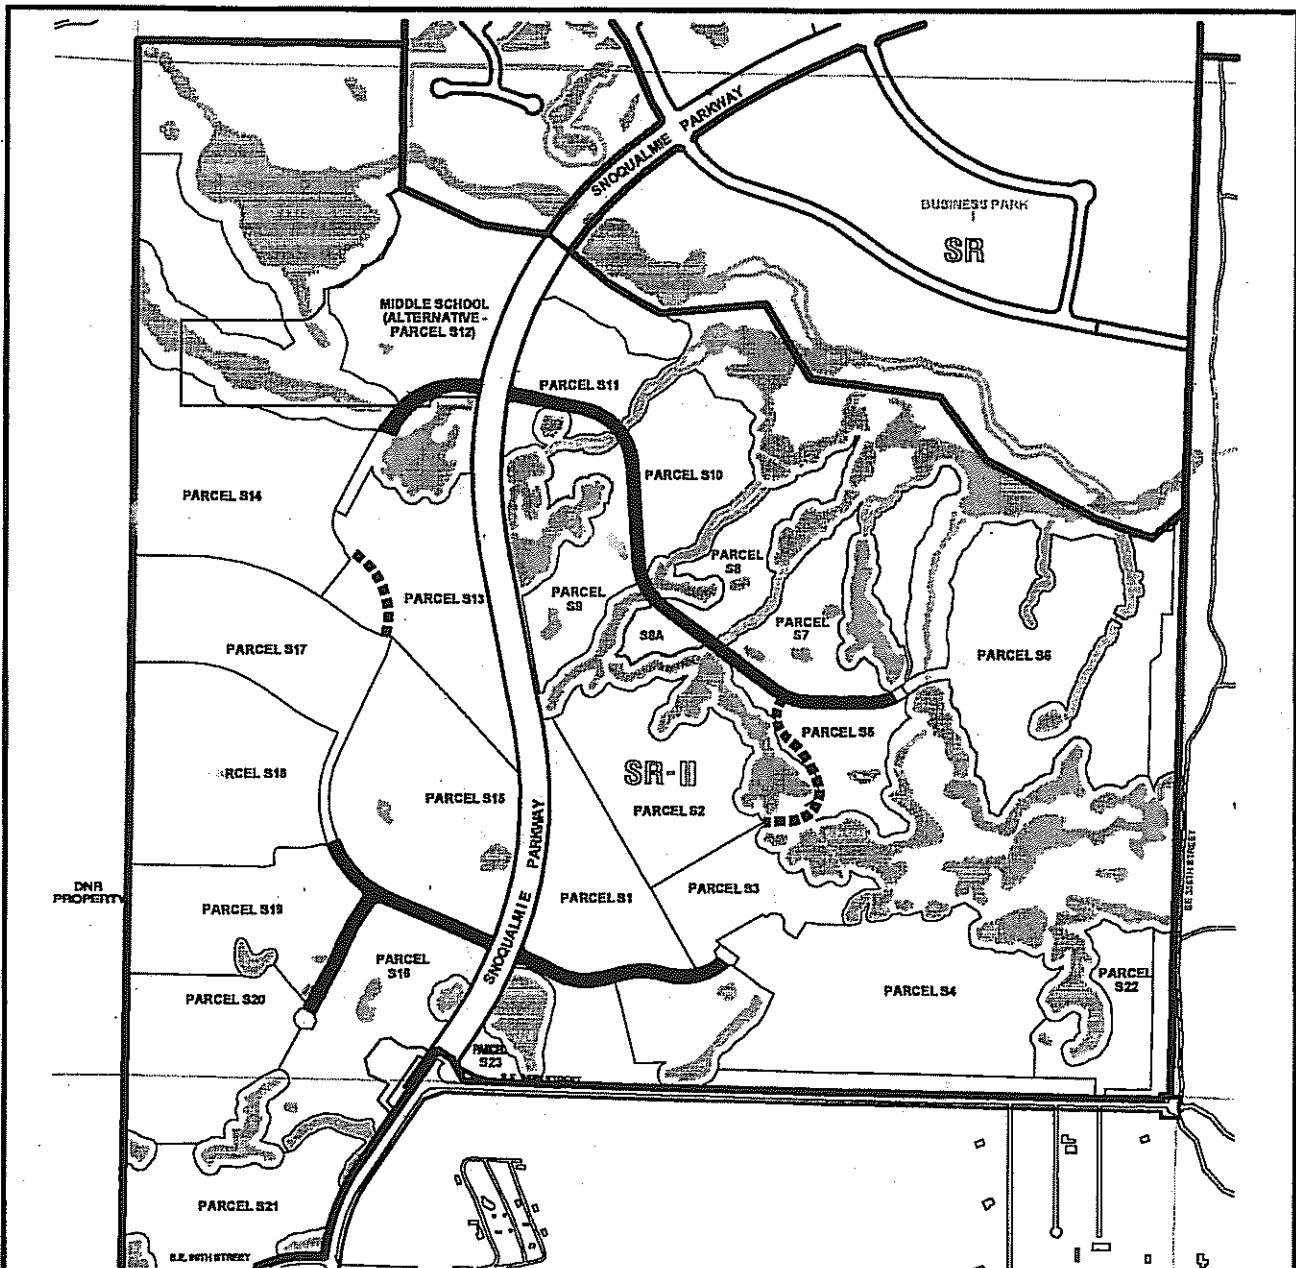 SNOQUALMIE PARKWAY
BUSINESS PARK
SR
MIDDLE SCHOOL
(ALTERNATIVE -
PARCEL S12)
PARCEL S11
PARCEL S10
PARCEL S14
PARCEL
S8
PARCEL S13
PARCEL
S9
PARCEL
S7
S8A
PARCEL S17
PARCEL S6
PARCEL S5
SR-II
RCEL S18
PARCEL S15
PARCEL S2
SNOQUALMIE PARKWAY
DNR
PROPERTY
PARCEL S19
PARCEL S1
PARCEL S3
PARCEL
S16
PARCEL S20
PARCEL S4
PARCEL
S22
PARCEL
S23
PARCEL S21